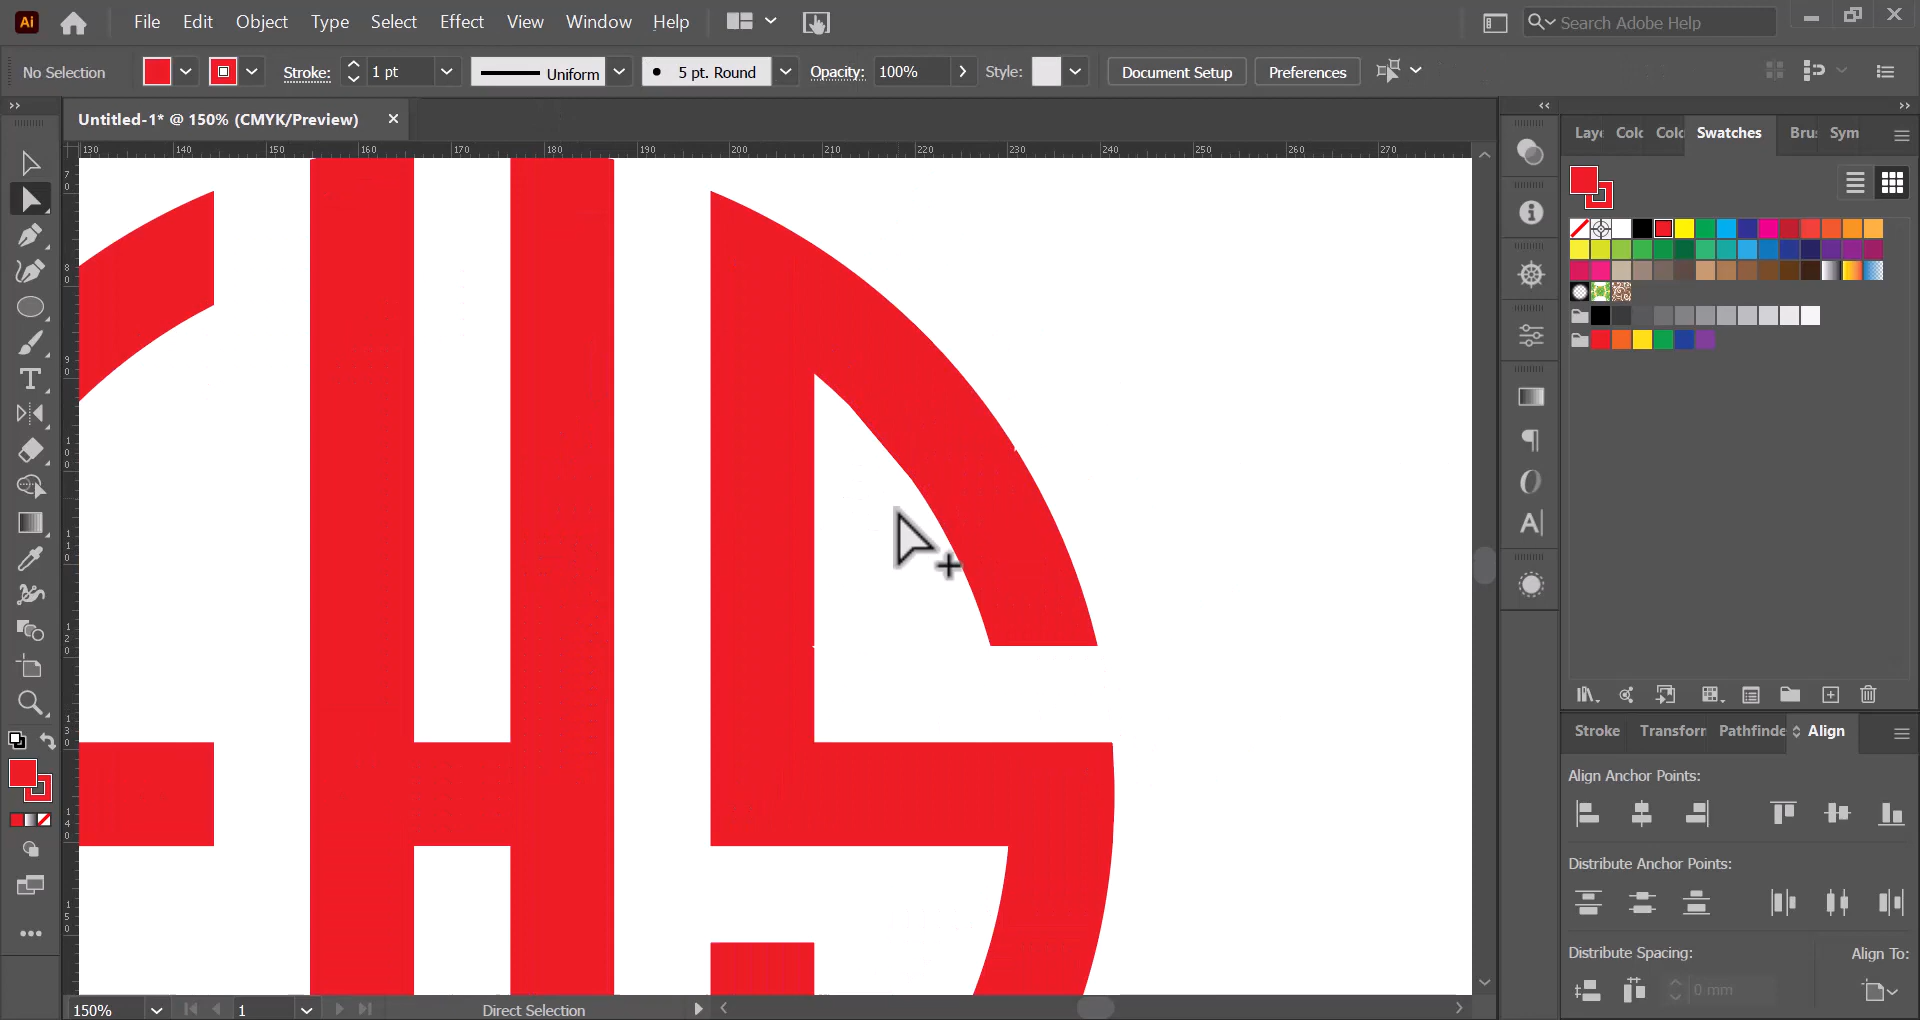 Ai File Edit Object Type Select Effect View Window Help Search Adobe Help
No Selection Stroke: 1 pt Uniform 5 pt. Round Opacity: 100% Style: Document Setup Preferences
Untitled-1* @ 150% (CMYK/Preview)
130 140 150 160 170 180 190 200 210 220 230 240 250 260 270
Laye Colc Colc Swatches Bru Sym
Stroke Transforr Pathfinde Align
Align Anchor Points:
Distribute Anchor Points:
Distribute Spacing: Align To:
0 mm
150% 1 Direct Selection